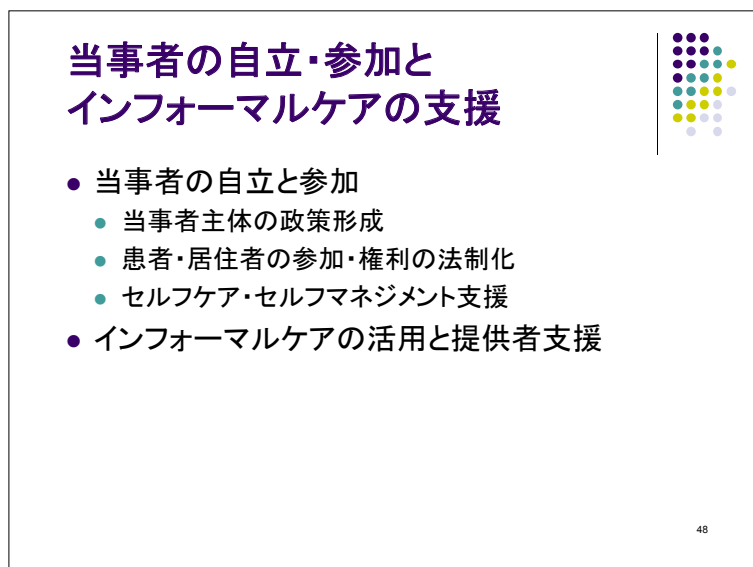 当事者の自立・参加と
インフォーマルケアの支援
当事者の自立と参加
当事者主体の政策形成
患者・居住者の参加・権利の法制化
セルフケア・セルフマネジメント支援
インフォーマルケアの活用と提供者支援
48